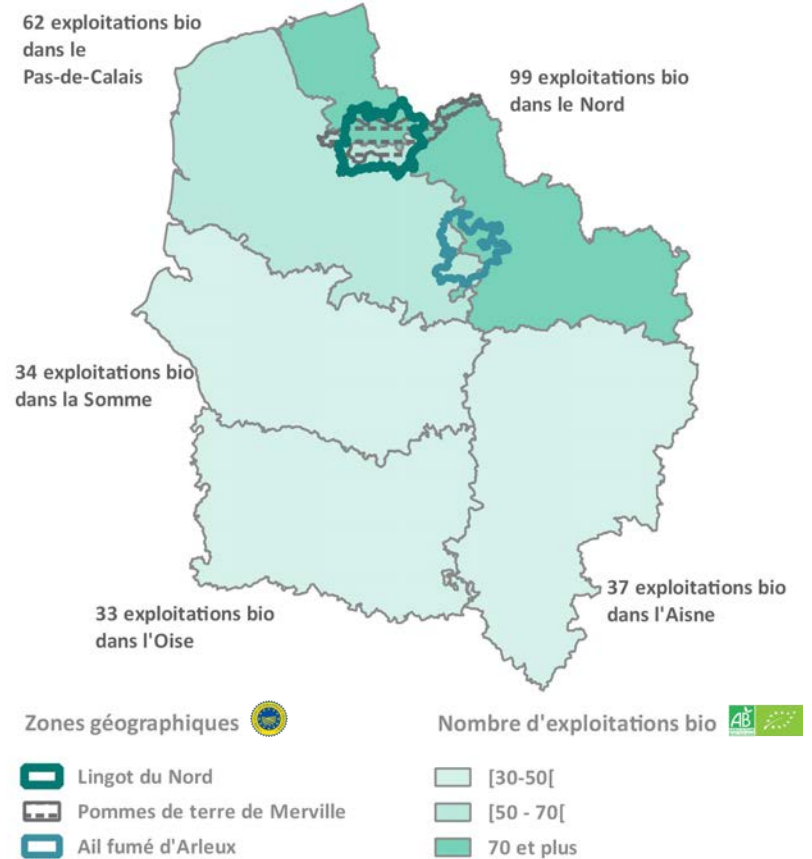 62 exploitations bio
dans le
Pas-de-Calais
99 exploitations bio
dans le Nord
34 exploitations bio
dans la Somme
33 exploitations bio
dans l'Oise
37 exploitations bio
dans l'Aisne
Zones géographiques
Lingot du Nord
Pommes de terre de Merville
Ail fumé d'Arleux
Nombre d'exploitations bio
AB
[30-50[
[50 - 70[
70 et plus